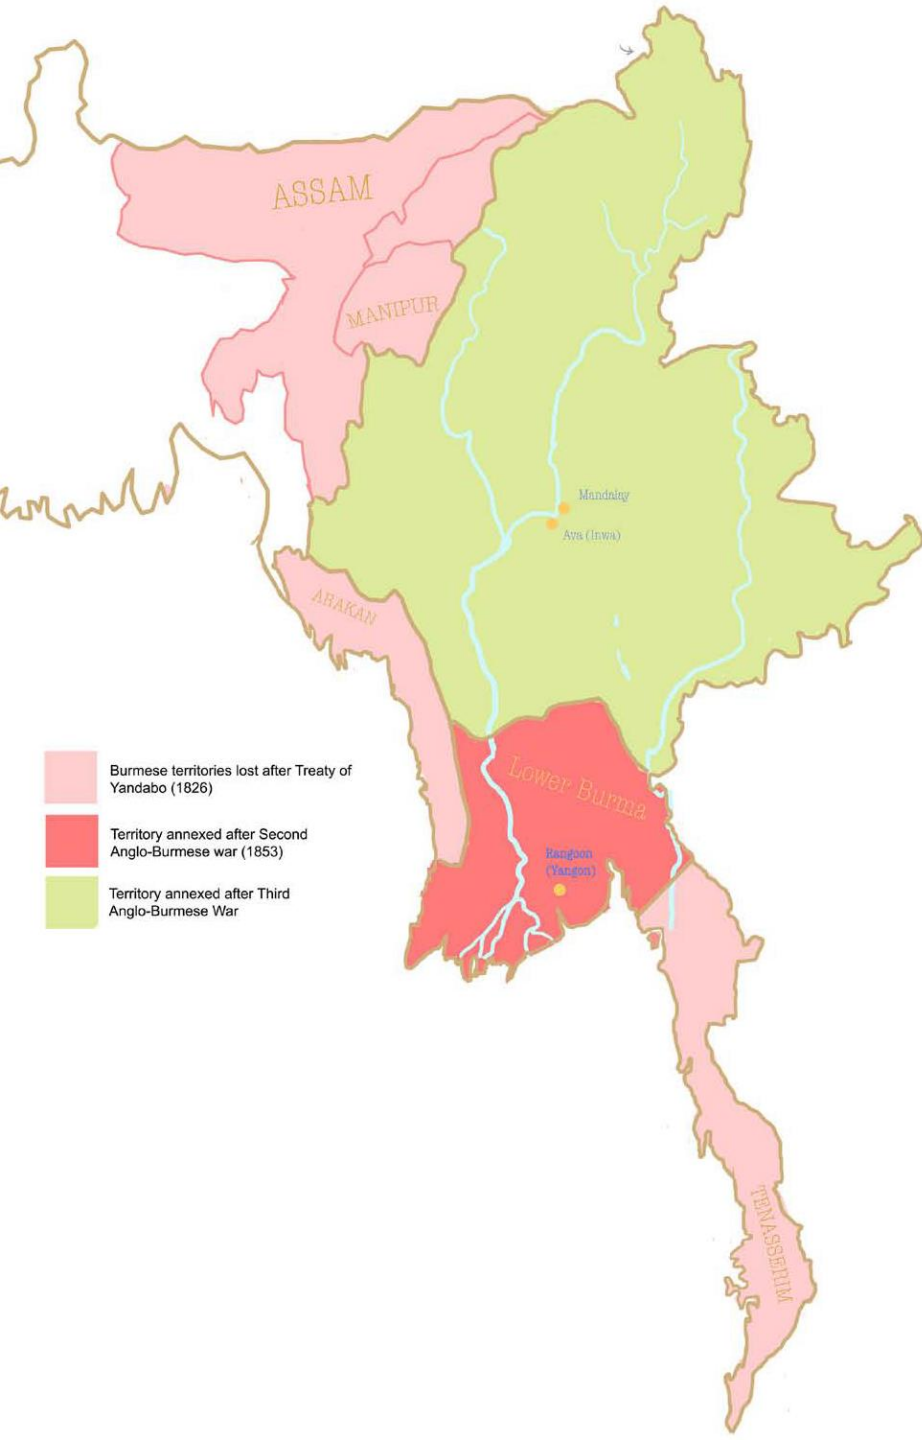 ASSAM
MANIPUR
Mandalay
Ava (Inwa)
ARAKAN
Lower Burma
Burmese territories lost after Treaty of
Yandabo (1826)
Territory annexed after Second
Anglo-Burmese war (1853)
Rangoon
(Yangon)
Territory annexed after Third
Anglo-Burmese War
TENASSERIM